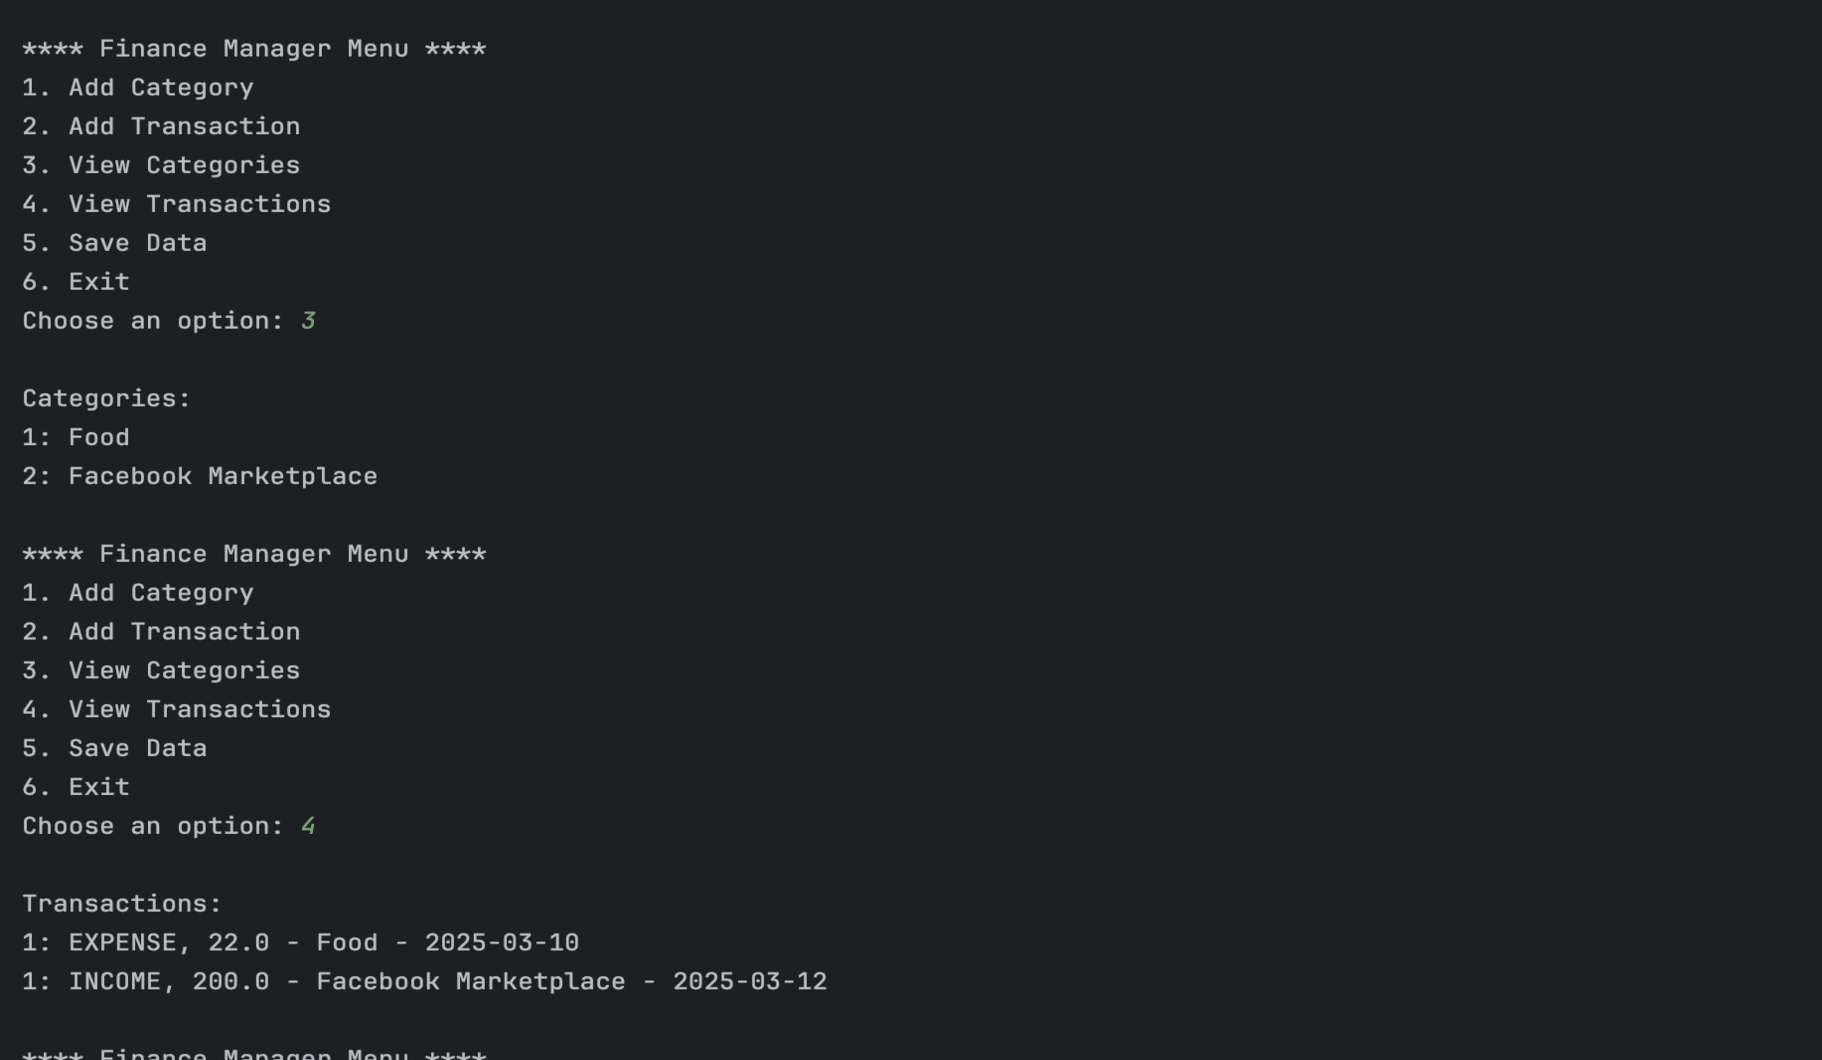 **** Finance Manager Menu ****
1. Add Category
2. Add Transaction
3. View Categories
4. View Transactions
5. Save Data
6. Exit
Choose an option: 3
Categories:
1: Food
2: Facebook Marketplace
**** Finance Manager Menu ****
1. Add Category
2. Add Transaction
3. View Categories
4. View Transactions
5. Save Data
6. Exit
Choose an option: 4
Transactions:
1: EXPENSE, 22.0 - Food - 2025-03-10
1: INCOME, 200.0 - Facebook Marketplace - 2025-03-12
**** Finance Manager Menu ****